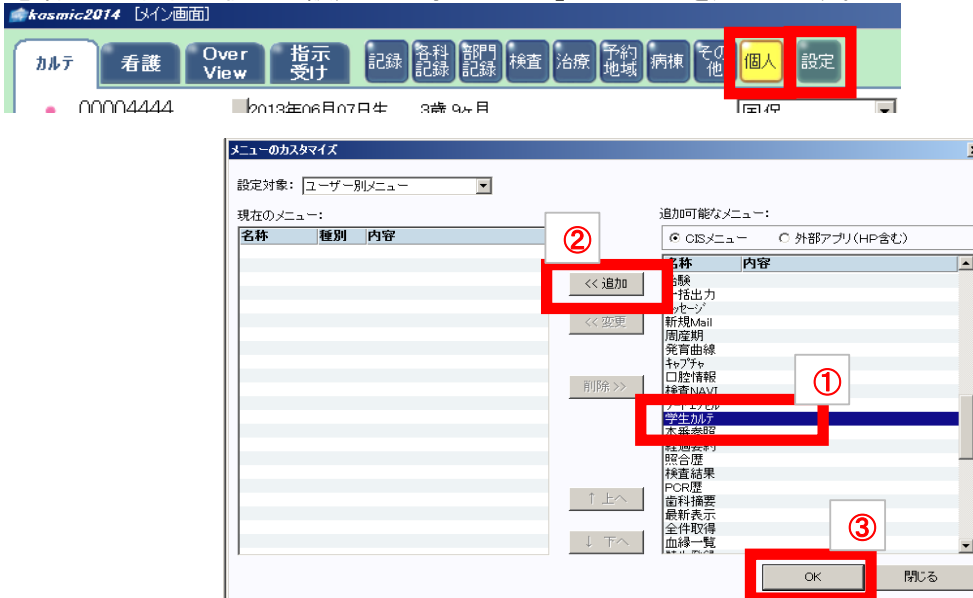 kosmic2014 [メイン画面]
カルテ 看護 Over View 指示受け 記録 各科記録 部門記録 検査 治療 予約地域 病棟 その他 個人 設定
00004444 2013年06月07日生 3歳 9ヶ月 国保
メニューのカスタマイズ
設定対象: ユーザー別メニュー
現在のメニュー:
追加可能なメニュー:
名称 種別 内容
②
CISメニュー 外部アプリ(HP含む)
名称 内容
<< 追加
一括出力
<< 変更
新規Mail
周産期
発育曲線
キャプチャ
口腔情報
削除 >>
検査NAVI
①
学生カルテ
本番参照
経過要約
照合歴
検査結果
PCR歴
↑ 上へ
歯科摘要
最新表示
全件取得
③
↓ 下へ
血縁一覧
OK 閉じる